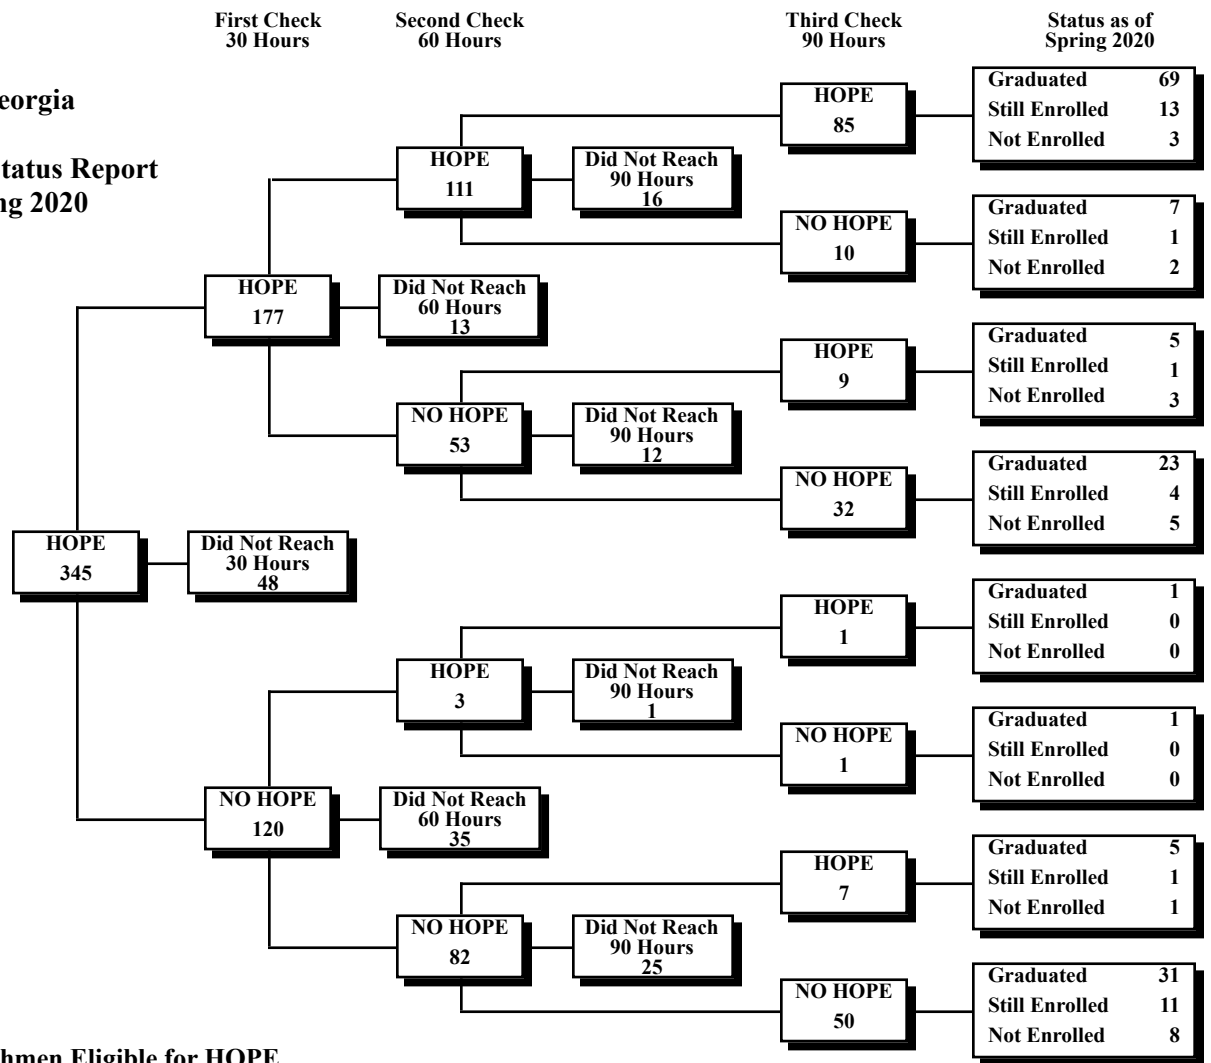 First Check
30 Hours
Second Check
60 Hours
Third Check
90 Hours
Status as of
Spring 2020
eorgia
tatus Report
ng 2020
HOPE
345
Did Not Reach
30 Hours
48
HOPE
177
Did Not Reach
60 Hours
13
NO HOPE
120
Did Not Reach
60 Hours
35
HOPE
111
Did Not Reach
90 Hours
16
NO HOPE
53
Did Not Reach
90 Hours
12
HOPE
3
Did Not Reach
90 Hours
1
NO HOPE
82
Did Not Reach
90 Hours
25
HOPE
85
Graduated 69
Still Enrolled 13
Not Enrolled 3
NO HOPE
10
Graduated 7
Still Enrolled 1
Not Enrolled 2
HOPE
9
Graduated 5
Still Enrolled 1
Not Enrolled 3
NO HOPE
32
Graduated 23
Still Enrolled 4
Not Enrolled 5
HOPE
1
Graduated 1
Still Enrolled 0
Not Enrolled 0
NO HOPE
1
Graduated 1
Still Enrolled 0
Not Enrolled 0
HOPE
7
Graduated 5
Still Enrolled 1
Not Enrolled 1
NO HOPE
50
Graduated 31
Still Enrolled 11
Not Enrolled 8
hmen Eligible for HOPE